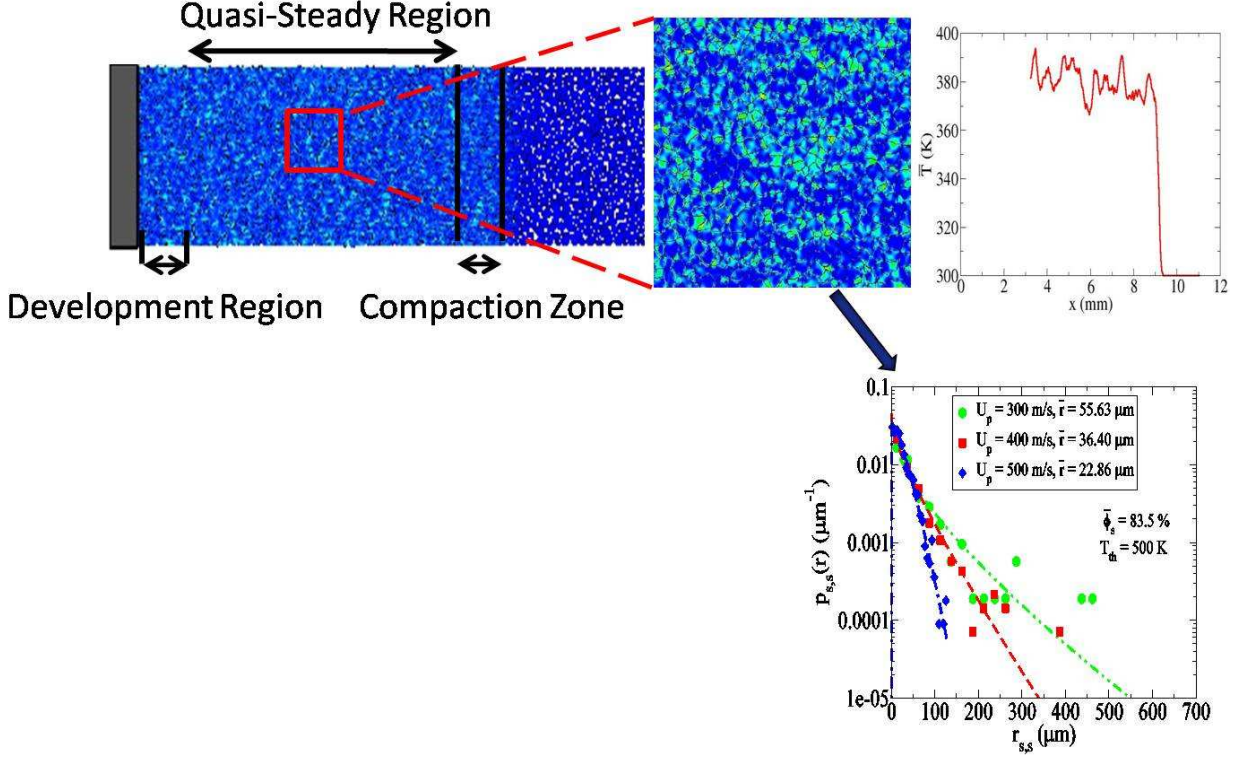 Quasi-Steady Region
Development Region
Compaction Zone
400
380
360
340
320
300
T̅ (K)
0 2 4 6 8 10 12
x (mm)
0.1
0.01
0.001
0.0001
1e-05
p_s,s(r) (μm⁻¹)
U_p = 300 m/s, r̅ = 55.63 μm
U_p = 400 m/s, r̅ = 36.40 μm
U_p = 500 m/s, r̅ = 22.86 μm
ϕ̅_s = 83.5 %
T_th = 500 K
0 100 200 300 400 500 600 700
r_s,s (μm)